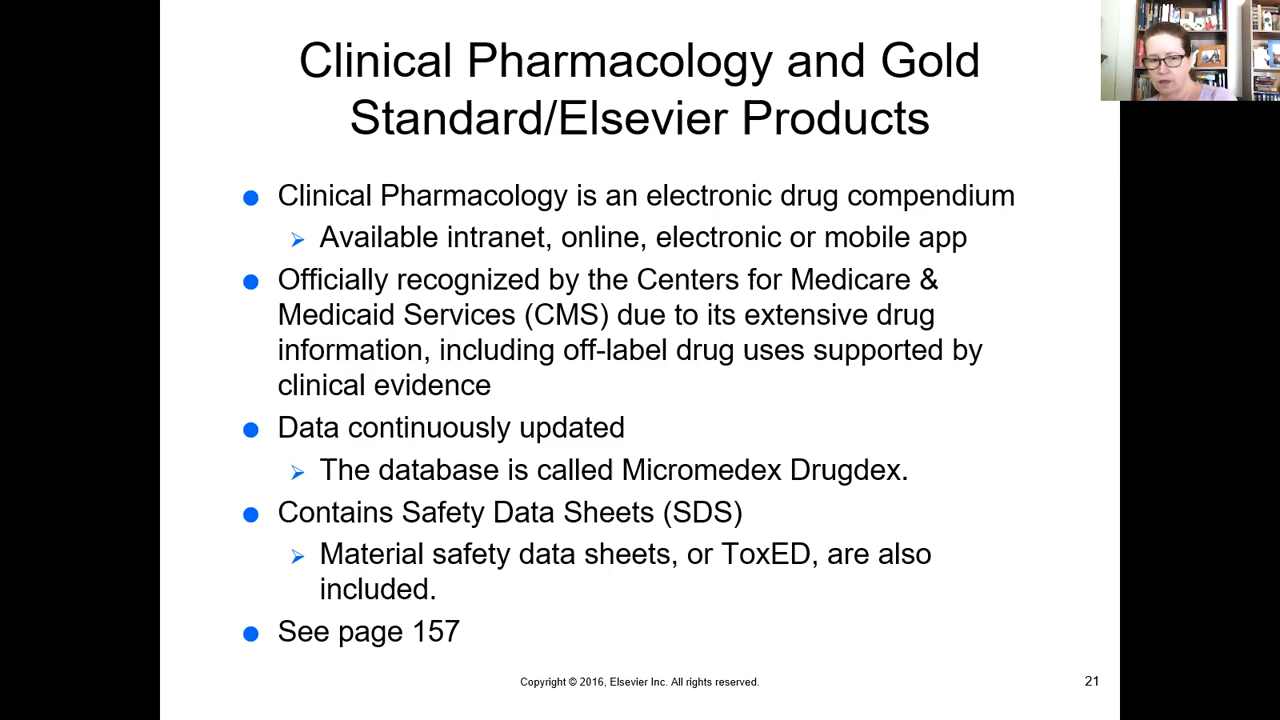 Clinical Pharmacology and Gold
Standard/Elsevier Products
● Clinical Pharmacology is an electronic drug compendium
➢ Available intranet, online, electronic or mobile app
● Officially recognized by the Centers for Medicare &
Medicaid Services (CMS) due to its extensive drug
information, including off-label drug uses supported by
clinical evidence
● Data continuously updated
➢ The database is called Micromedex Drugdex.
● Contains Safety Data Sheets (SDS)
➢ Material safety data sheets, or ToxED, are also
included.
● See page 157
Copyright © 2016, Elsevier Inc. All rights reserved.
21